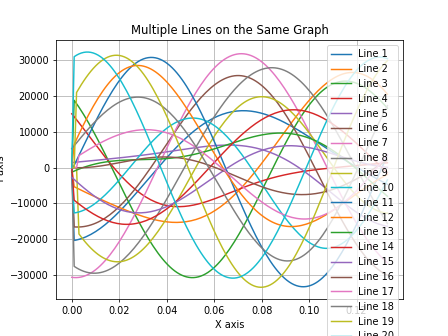 Multiple Lines on the Same Graph
30000
20000
10000
0
−10000
−20000
−30000
0.00
0.02
0.04
0.06
0.08
0.10
X axis
Line 1
Line 2
Line 3
Line 4
Line 5
Line 6
Line 7
Line 8
Line 9
Line 10
Line 11
Line 12
Line 13
Line 14
Line 15
Line 16
Line 17
Line 18
Line 19
Line 20